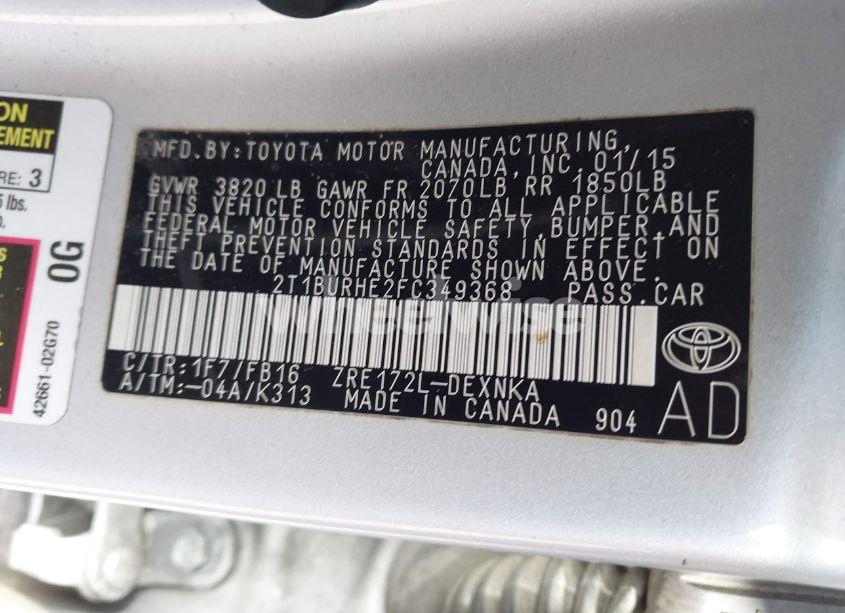 ON
EMENT
RE: 3
lbs.
0G
42661-02G70
MFD.BY:TOYOTA MOTOR MANUFACTURING,
CANADA,INC. 01/15
GVWR 3820 LB GAWR FR 2070LB RR 1850LB
THIS VEHICLE CONFORMS TO ALL APPLICABLE
FEDERAL MOTOR VEHICLE SAFETY,BUMPER,AND
THEFT PREVENTION STANDARDS IN EFFECT ON
THE DATE OF MANUFACTURE SHOWN ABOVE.
2T1BURHE2FC349368 PASS.CAR
wheelwise
C/TR:1F7/FB16 ZRE172L-DEXNKA
A/TM:-04A/K313 MADE IN CANADA 904 AD